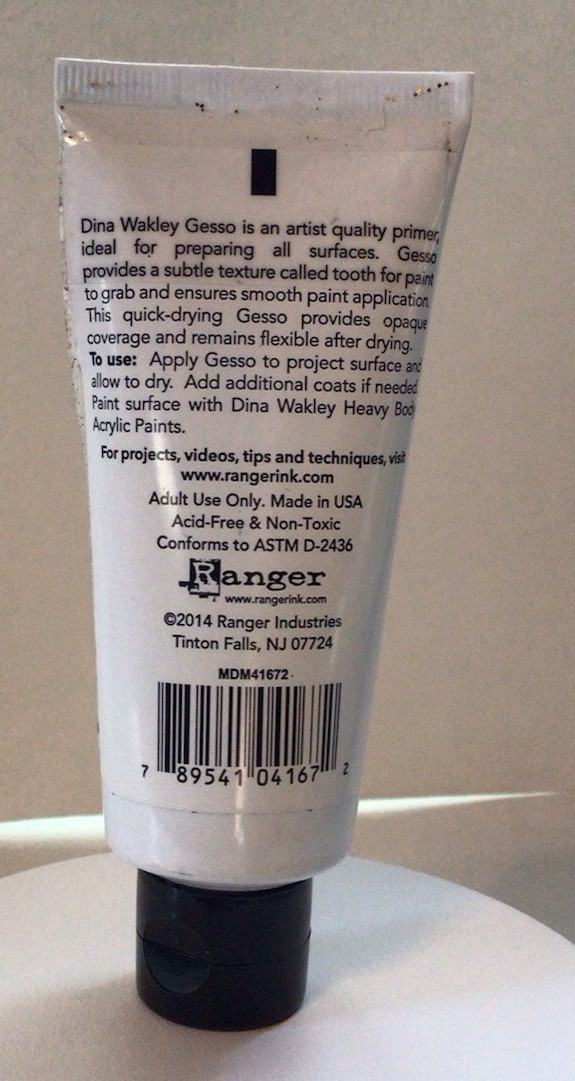 Dina Wakley Gesso is an artist quality primer,
ideal for preparing all surfaces. Gesso
provides a subtle texture called tooth for paint
to grab and ensures smooth paint application.
This quick-drying Gesso provides opaque
coverage and remains flexible after drying.
To use: Apply Gesso to project surface and
allow to dry. Add additional coats if needed.
Paint surface with Dina Wakley Heavy Body
Acrylic Paints.
For projects, videos, tips and techniques, visit
www.rangerink.com
Adult Use Only. Made in USA
Acid-Free & Non-Toxic
Conforms to ASTM D-2436
Ranger
www.rangerink.com
©2014 Ranger Industries
Tinton Falls, NJ 07724
MDM41672
7 89541 04167 2